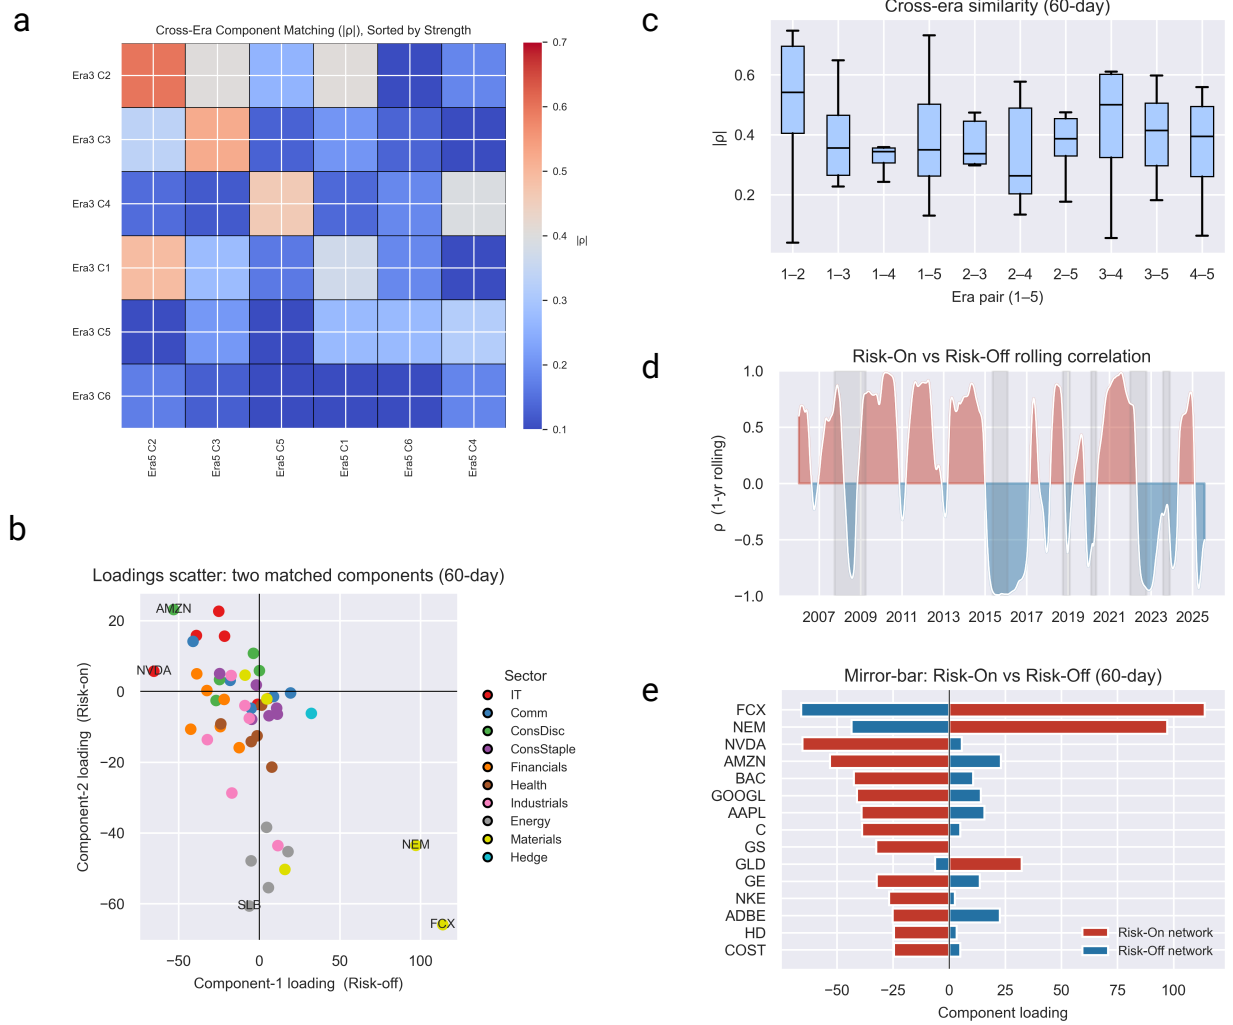 a
Cross-Era Component Matching (|ρ|), Sorted by Strength
Era3 C2
Era3 C3
Era3 C4
Era3 C1
Era3 C5
Era3 C6
Era5 C2
Era5 C3
Era5 C5
Era5 C1
Era5 C6
Era5 C4
0.7
0.6
0.5
0.4
0.3
0.2
0.1
|ρ|
b
Loadings scatter: two matched components (60-day)
Component-2 loading (Risk-on)
20
0
−20
−40
−60
AMZN
NVDA
NEM
SLB
FCX
−50
0
50
100
Component-1 loading (Risk-off)
Sector
IT
Comm
ConsDisc
ConsStaple
Financials
Health
Industrials
Energy
Materials
Hedge
c
Cross-era similarity (60-day)
|ρ|
0.6
0.4
0.2
1–2
1–3
1–4
1–5
2–3
2–4
2–5
3–4
3–5
4–5
Era pair (1–5)
d
Risk-On vs Risk-Off rolling correlation
ρ (1-yr rolling)
1.0
0.5
0.0
−0.5
−1.0
2007
2009
2011
2013
2015
2017
2019
2021
2023
2025
e
Mirror-bar: Risk-On vs Risk-Off (60-day)
FCX
NEM
NVDA
AMZN
BAC
GOOGL
AAPL
C
GS
GLD
GE
NKE
ADBE
HD
COST
Risk-On network
Risk-Off network
−50
−25
0
25
50
75
100
Component loading